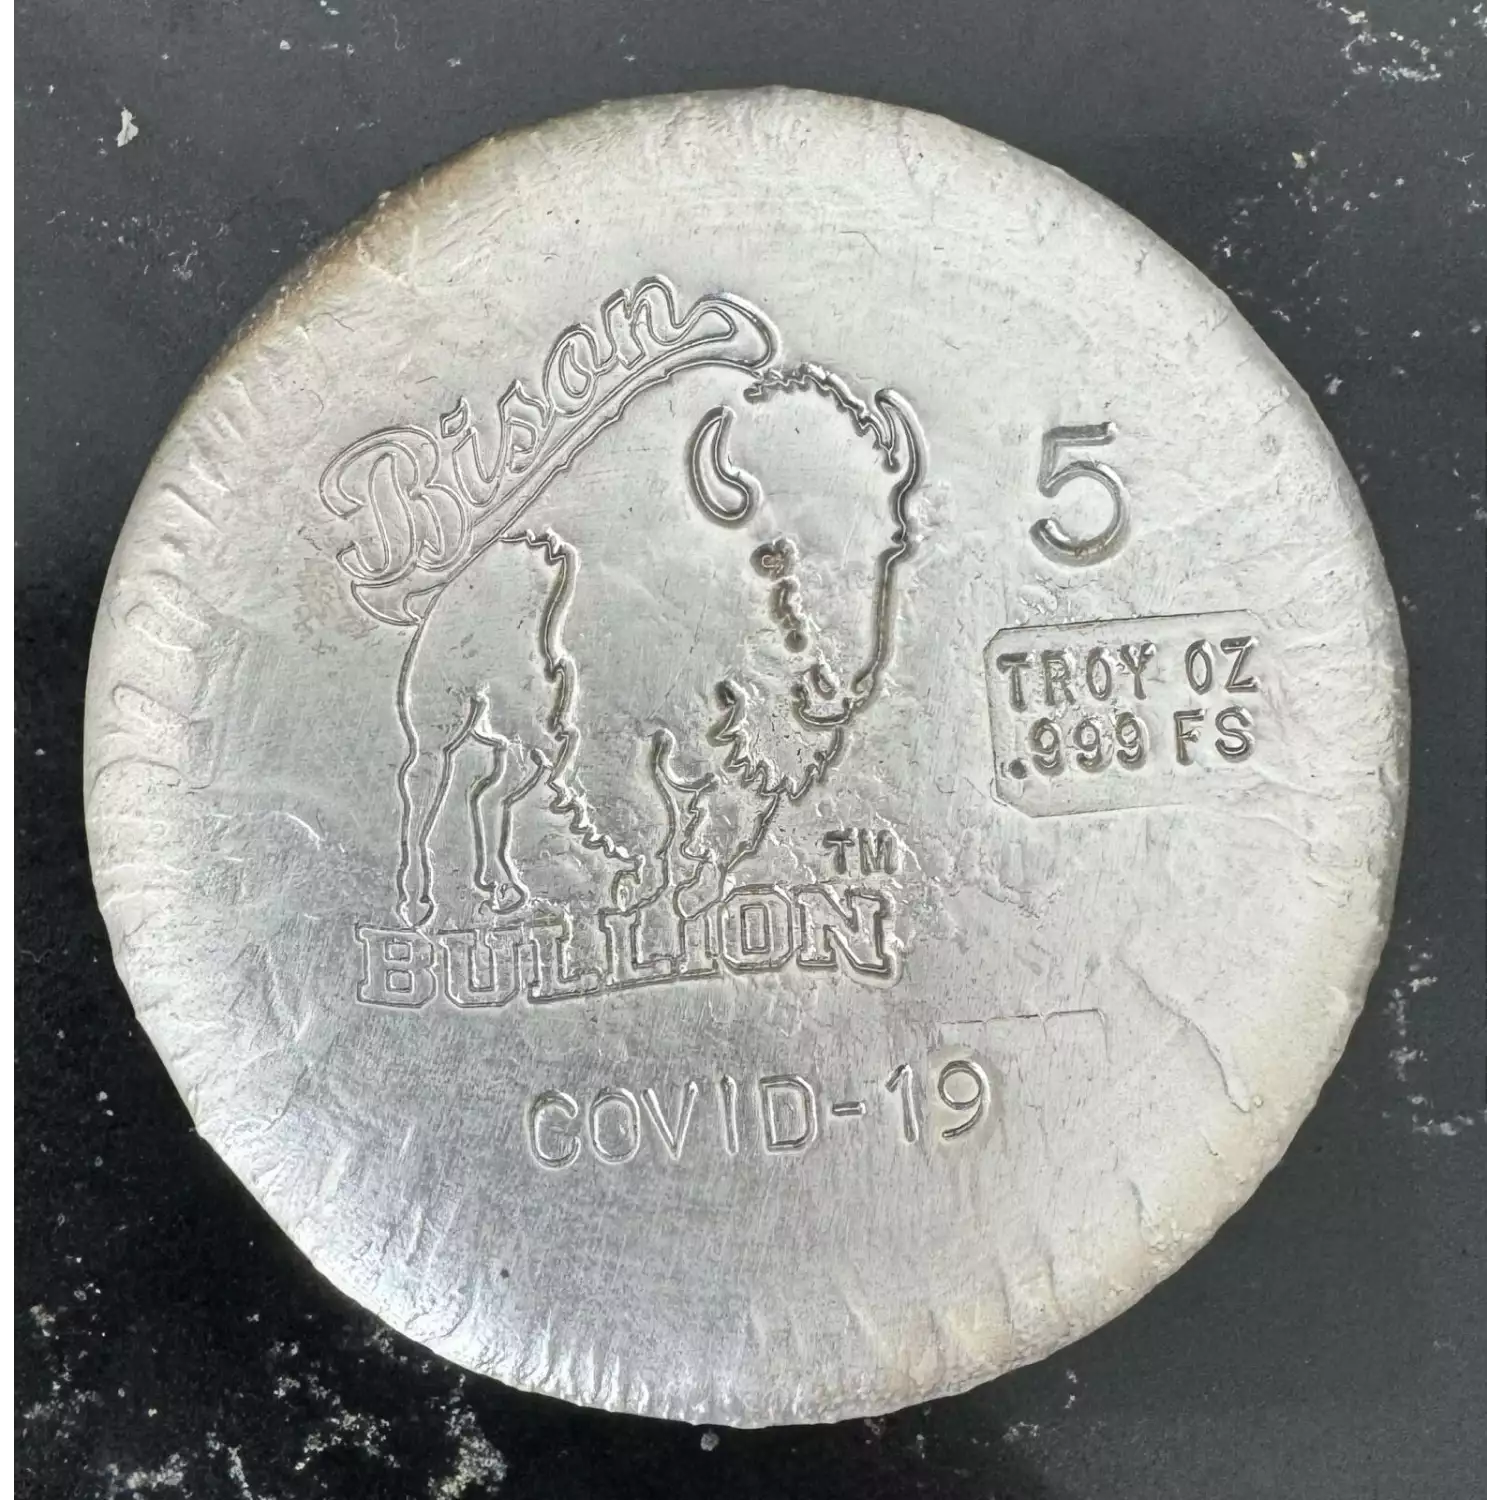 Bison
5
TROY OZ
.999 FS
TM
BULLION
COVID-19